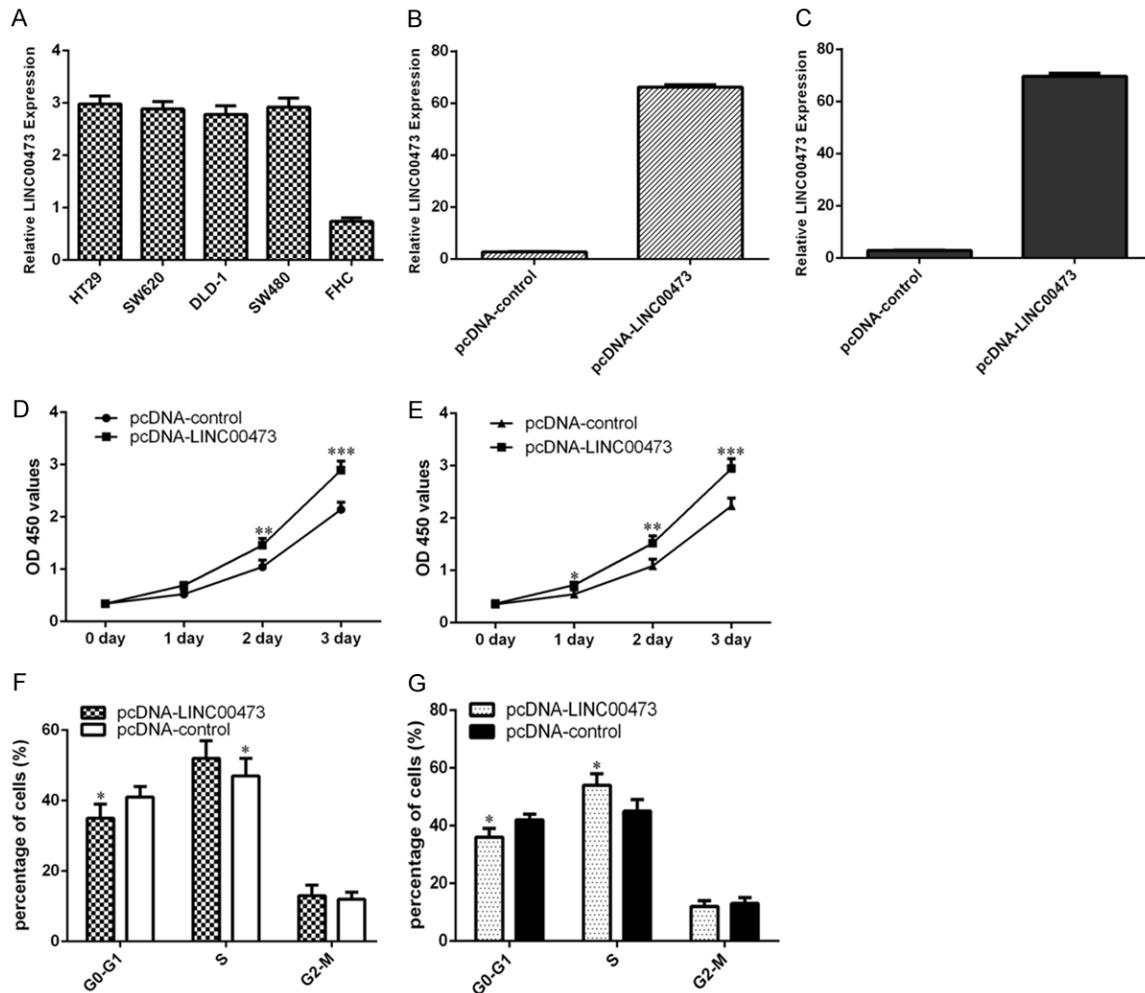 A
Relative LINC00473 Expression
4
3
2
1
0
HT29
SW620
DLD-1
SW480
FHC
B
Relative LINC00473 Expression
80
60
40
20
0
pcDNA-control
pcDNA-LINC00473
C
Relative LINC00473 Expression
80
60
40
20
0
pcDNA-control
pcDNA-LINC00473
D
pcDNA-control
pcDNA-LINC00473
OD 450 values
4
3
2
1
0
**
***
0 day 1 day 2 day 3 day
E
pcDNA-control
pcDNA-LINC00473
OD 450 values
4
3
2
1
0
*
**
***
0 day 1 day 2 day 3 day
F
pcDNA-LINC00473
pcDNA-control
percentage of cells (%)
60
40
20
0
*
*
G0-G1
S
G2-M
G
pcDNA-LINC00473
pcDNA-control
percentage of cells (%)
80
60
40
20
0
*
*
G0-G1
S
G2-M